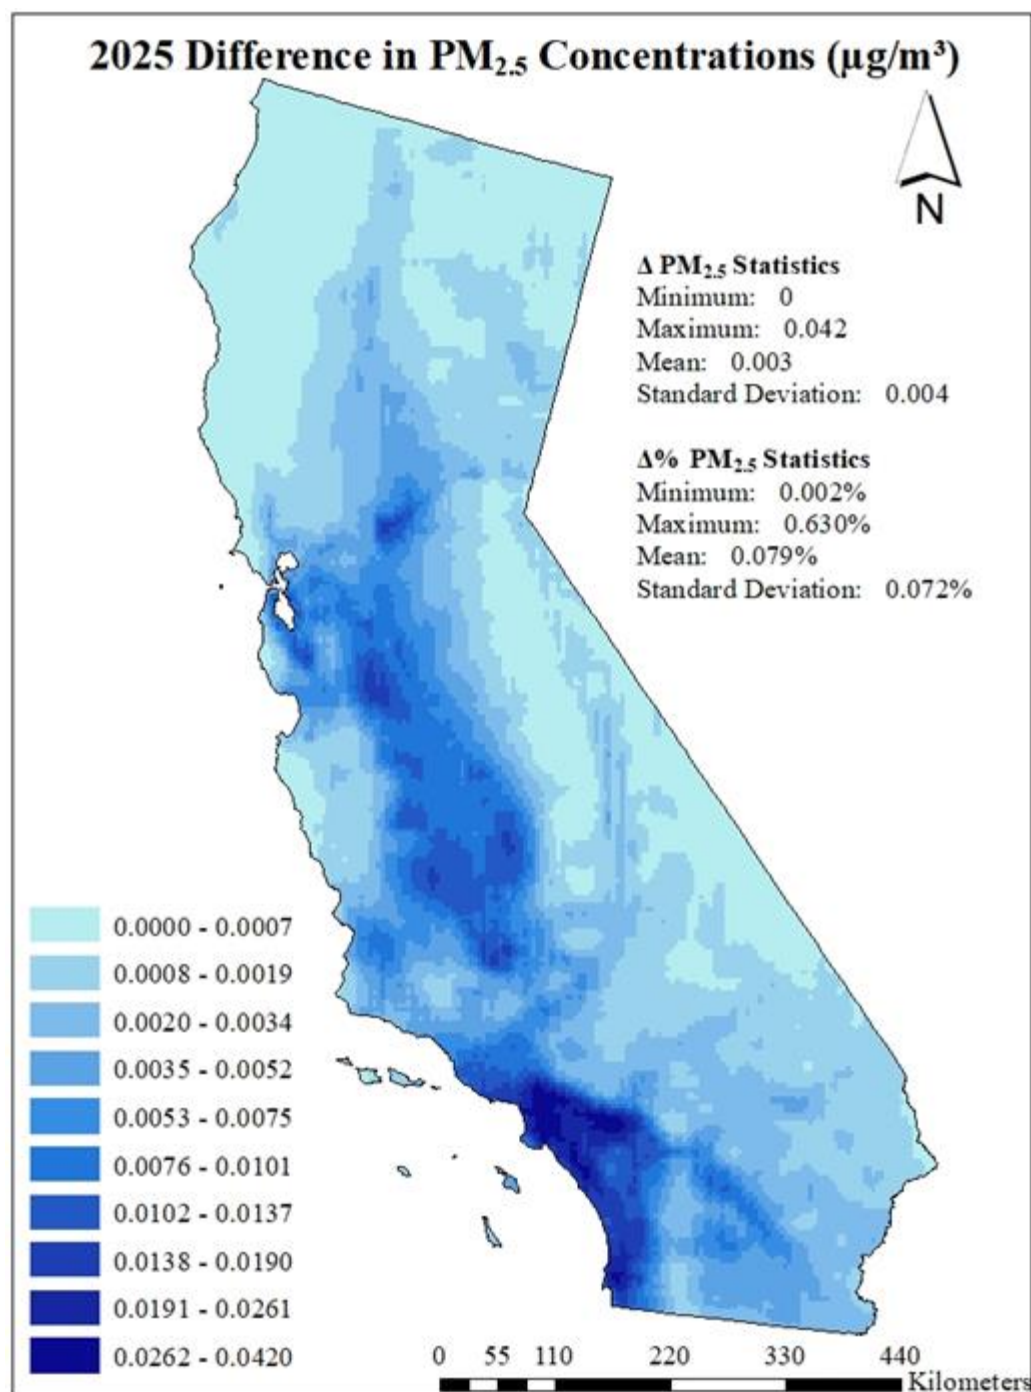 2025 Difference in PM₂.₅ Concentrations (µg/m³)
N
Δ PM₂.₅ Statistics
Minimum: 0
Maximum: 0.042
Mean: 0.003
Standard Deviation: 0.004
Δ% PM₂.₅ Statistics
Minimum: 0.002%
Maximum: 0.630%
Mean: 0.079%
Standard Deviation: 0.072%
0.0000 - 0.0007
0.0008 - 0.0019
0.0020 - 0.0034
0.0035 - 0.0052
0.0053 - 0.0075
0.0076 - 0.0101
0.0102 - 0.0137
0.0138 - 0.0190
0.0191 - 0.0261
0.0262 - 0.0420
0 55 110 220 330 440
Kilometers